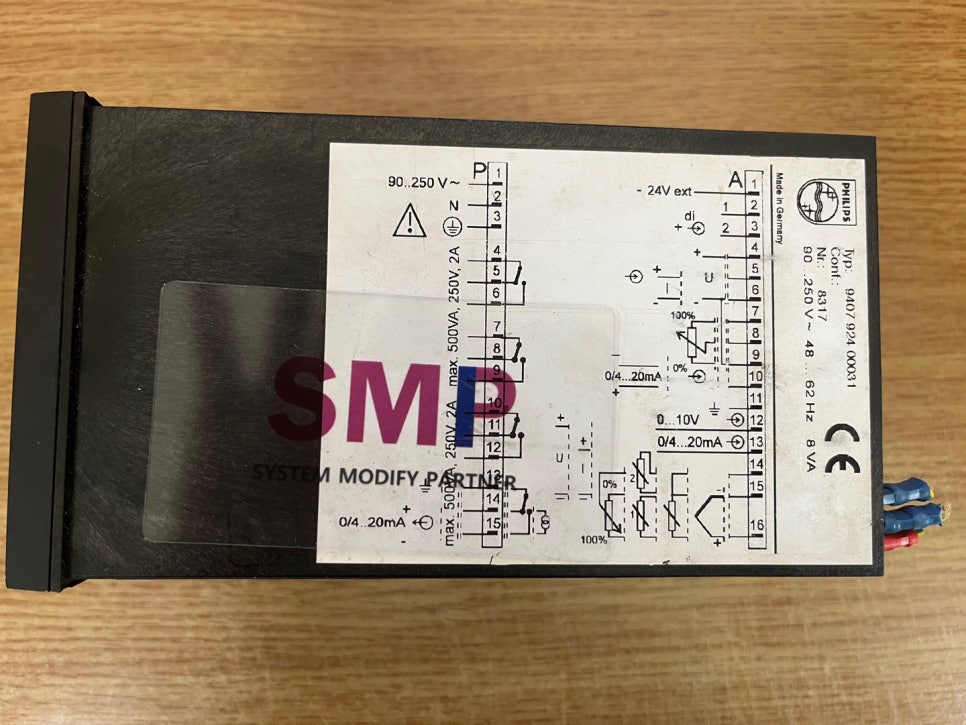 PHILIPS
Typ: 9407 924 00031
Conf.:
Nr.: 8317
90...250 V ~ 48 ... 62 Hz 8 VA
CE
Made in Germany
P
1
2
3
4
5
6
7
8
9
10
11
12
13
14
15
90..250 V ~
N
max. 500VA, 250V, 2A
max. 500VA, 250V, 2A
+
0/4...20mA
-
A
1
2
3
4
5
6
7
8
9
10
11
12
13
14
15
16
- 24V ext
1
di
+ 2
+
U
-
+
I
-
100%
0%
-
0/4...20mA
+
0...10V
0/4...20mA
+
U
-
+
I
-
0%
100%
2
1
+
SMP
SYSTEM MODIFY PARTNER